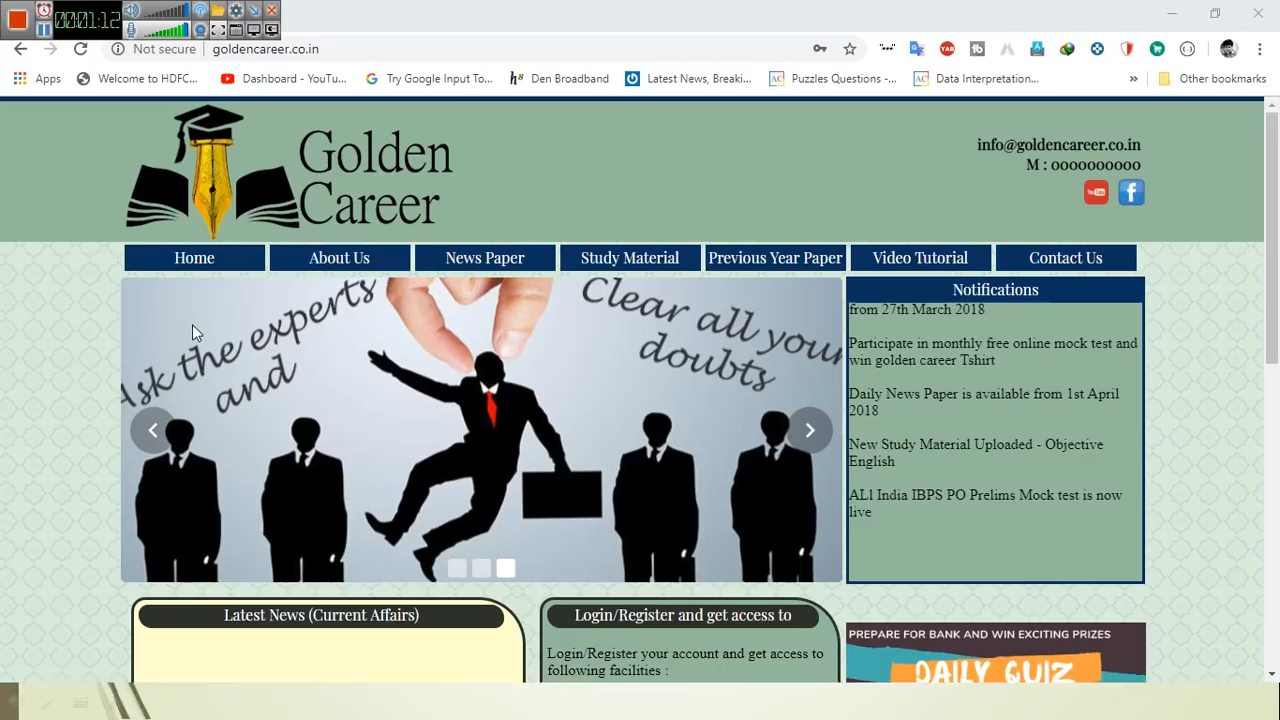 00:01:12
Not secure
goldencareer.co.in
Apps
Welcome to HDFC...
Dashboard - YouTu...
Try Google Input To...
Den Broadband
Latest News, Breaki...
Puzzles Questions -...
Data Interpretation...
»
Other bookmarks
Golden
Career
info@goldencareer.co.in
M : 0000000000
Home
About Us
News Paper
Study Material
Previous Year Paper
Video Tutorial
Contact Us
Ask the experts
and
Clear all your
doubts
Notifications
from 27th March 2018
Participate in monthly free online mock test and
win golden career Tshirt
Daily News Paper is available from 1st April
2018
New Study Material Uploaded - Objective
English
ALl India IBPS PO Prelims Mock test is now
live
Latest News (Current Affairs)
Login/Register and get access to
Login/Register your account and get access to
following facilities :
PREPARE FOR BANK AND WIN EXCITING PRIZES
DAILY QUIZ